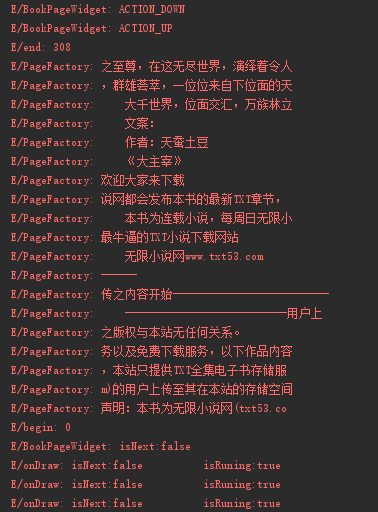 E/BookPageWidget: ACTION_DOWN
E/BookPageWidget: ACTION_UP
E/end: 308
E/PageFactory: 之至尊，在这无尽世界，演绎着令人
E/PageFactory: ，群雄荟萃，一位位来自下位面的天
E/PageFactory:     大千世界，位面交汇，万族林立
E/PageFactory:     文案：
E/PageFactory:     作者：天蚕土豆
E/PageFactory:     《大主宰》
E/PageFactory: 欢迎大家来下载
E/PageFactory: 说网都会发布本书的最新TXT章节，
E/PageFactory:     本书为连载小说，每周日无限小
E/PageFactory: 最牛逼的TXT小说下载网站
E/PageFactory:     无限小说网www.txt53.com
E/PageFactory: ——————
E/PageFactory: 传之内容开始——————————————————————————
E/PageFactory:     ———————————————————————————用户上
E/PageFactory: 之版权与本站无任何关系。
E/PageFactory: 务以及免费下载服务，以下作品内容
E/PageFactory: ，本站只提供TXT全集电子书存储服
E/PageFactory: m)的用户上传至其在本站的存储空间
E/PageFactory: 声明：本书为无限小说网(txt53.co
E/begin: 0
E/BookPageWidget: isNext:false
E/onDraw: isNext:false          isRuning:true
E/onDraw: isNext:false          isRuning:true
E/onDraw: isNext:false          isRuning:true